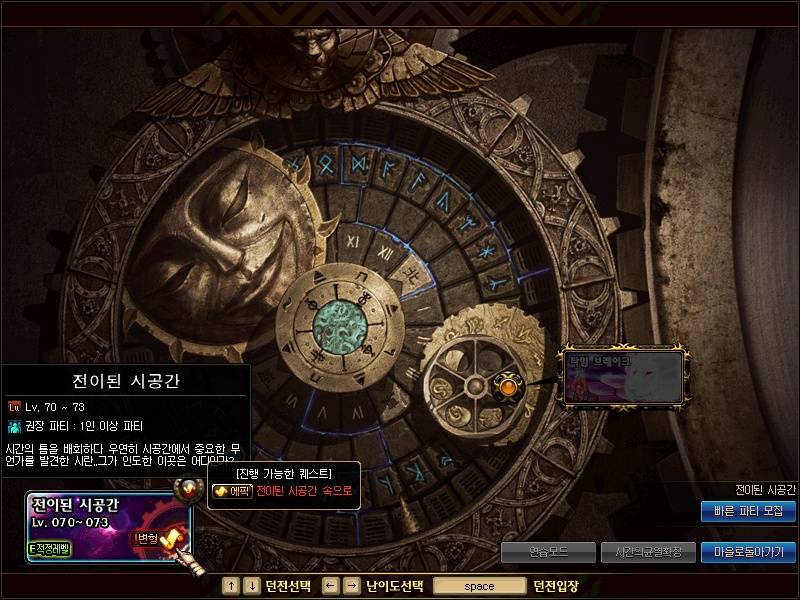 XI
XII
타임 브레이크
전이된 시공간
Lv. 70 ~ 73
권장 파티 : 1인 이상 파티
시간의 틈을 배회하다 우연히 시공간에서 중요한 무
언가를 발견한 시란..그가 인도한 이곳은 어디인가?
[진행 가능한 퀘스트]
에픽 전이된 시공간 속으로
전이된 시공간
Lv. 070~ 073
E적정레벨
!변형
전이된 시공간
빠른 파티 모집
연습모드
시간의균열확장
마을로돌아가기
↑ ↓ 던전선택 ← → 난이도선택 space 던전입장